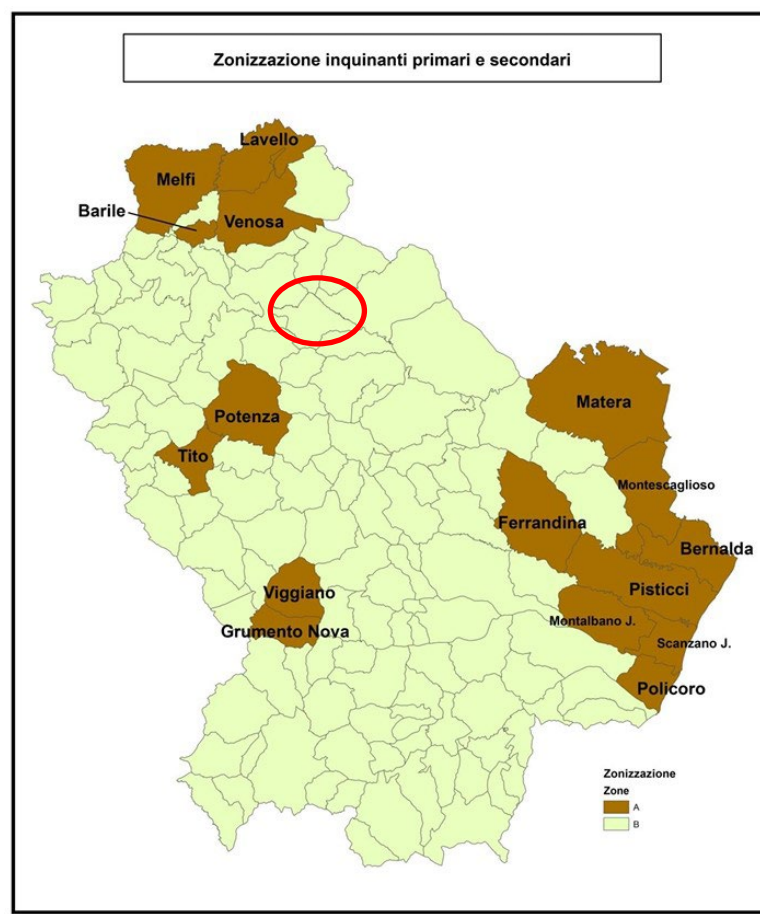 Zonizzazione inquinanti primari e secondari
Lavello
Melfi
Barile
Venosa
Matera
Potenza
Tito
Montescaglioso
Ferrandina
Bernalda
Viggiano
Pisticci
Montalbano J.
Grumento Nova
Scanzano J.
Policoro
Zonizzazione
Zone
A
B